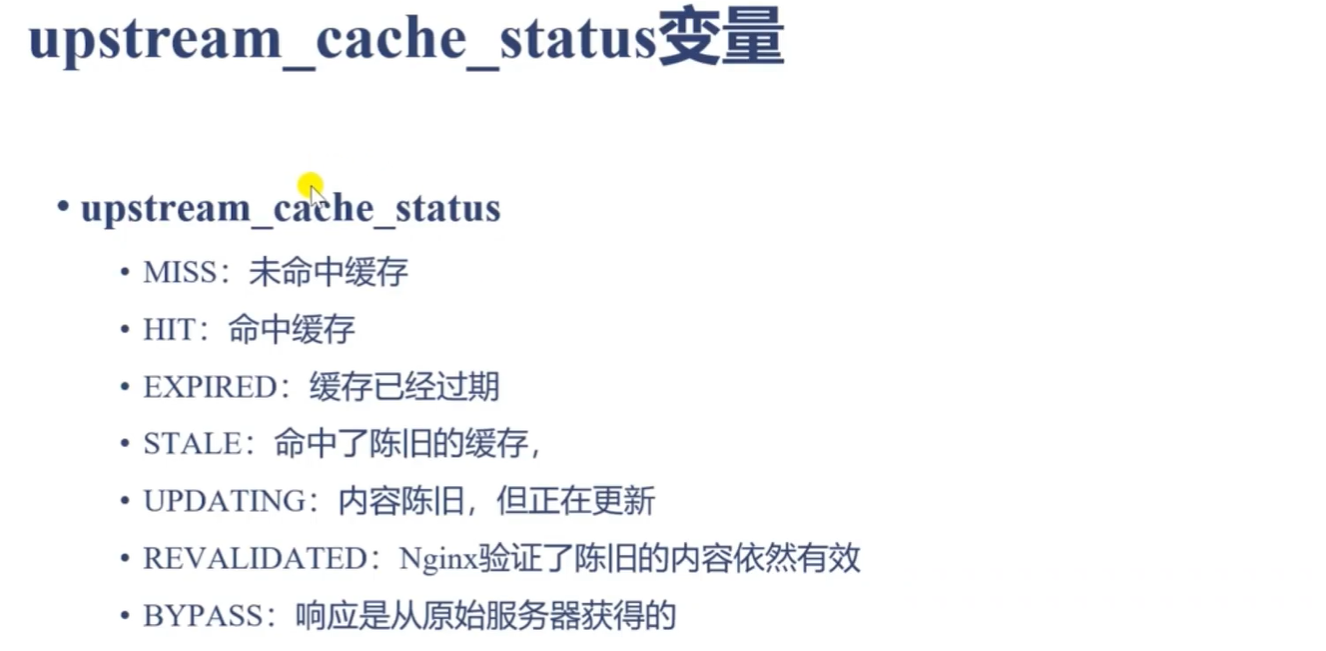 upstream_cache_status变量
• upstream_cache_status
• MISS：未命中缓存
• HIT：命中缓存
• EXPIRED：缓存已经过期
• STALE：命中了陈旧的缓存，
• UPDATING：内容陈旧，但正在更新
• REVALIDATED：Nginx验证了陈旧的内容依然有效
• BYPASS：响应是从原始服务器获得的